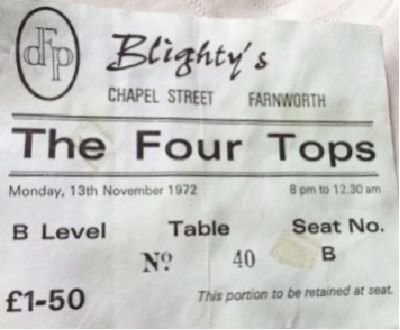 dFp
Blighty's
CHAPEL STREET FARNWORTH
The Four Tops
Monday, 13th November 1972 8 pm to 12.30 am
B Level Table Seat No.
Nº 40 B
£1-50 This portion to be retained at seat.